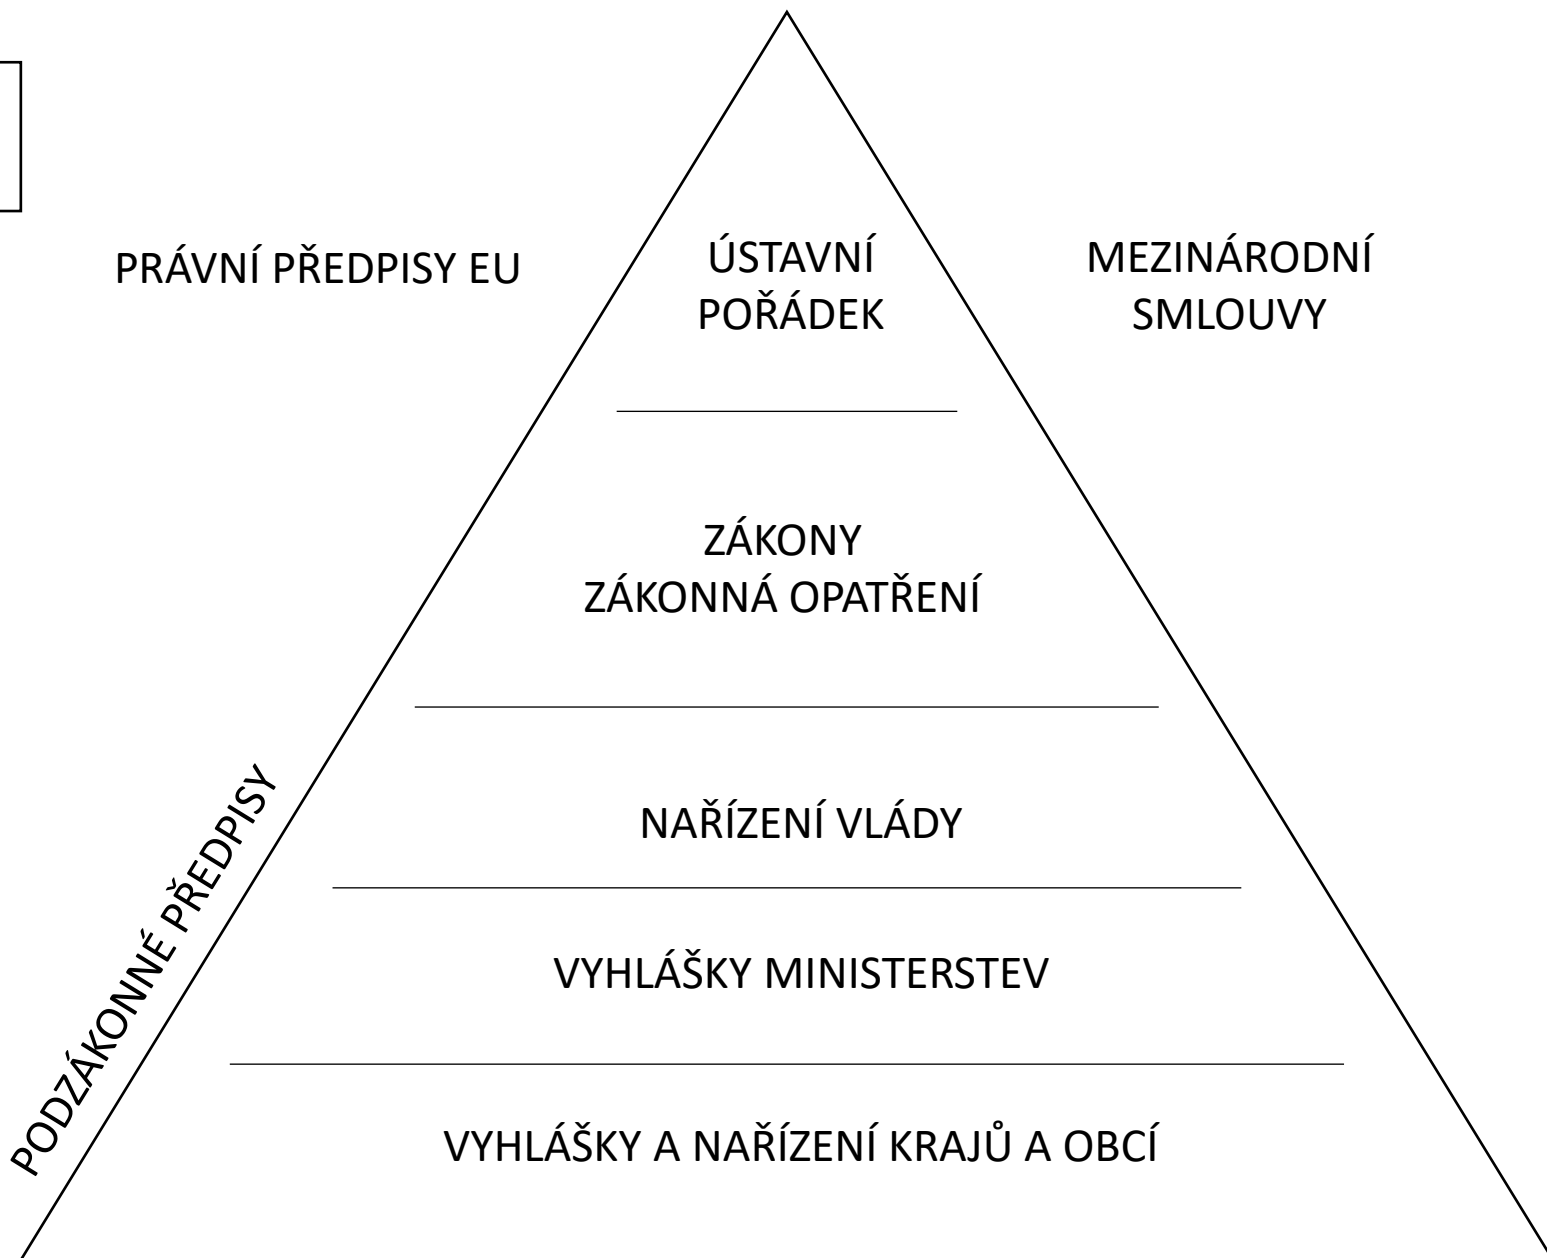 PRÁVNÍ PŘEDPISY EU
ÚSTAVNÍ
POŘÁDEK
MEZINÁRODNÍ
SMLOUVY
ZÁKONY
ZÁKONNÁ OPATŘENÍ
NAŘÍZENÍ VLÁDY
PODZÁKONNÉ PŘEDPISY
VYHLÁŠKY MINISTERSTEV
VYHLÁŠKY A NAŘÍZENÍ KRAJŮ A OBCÍ